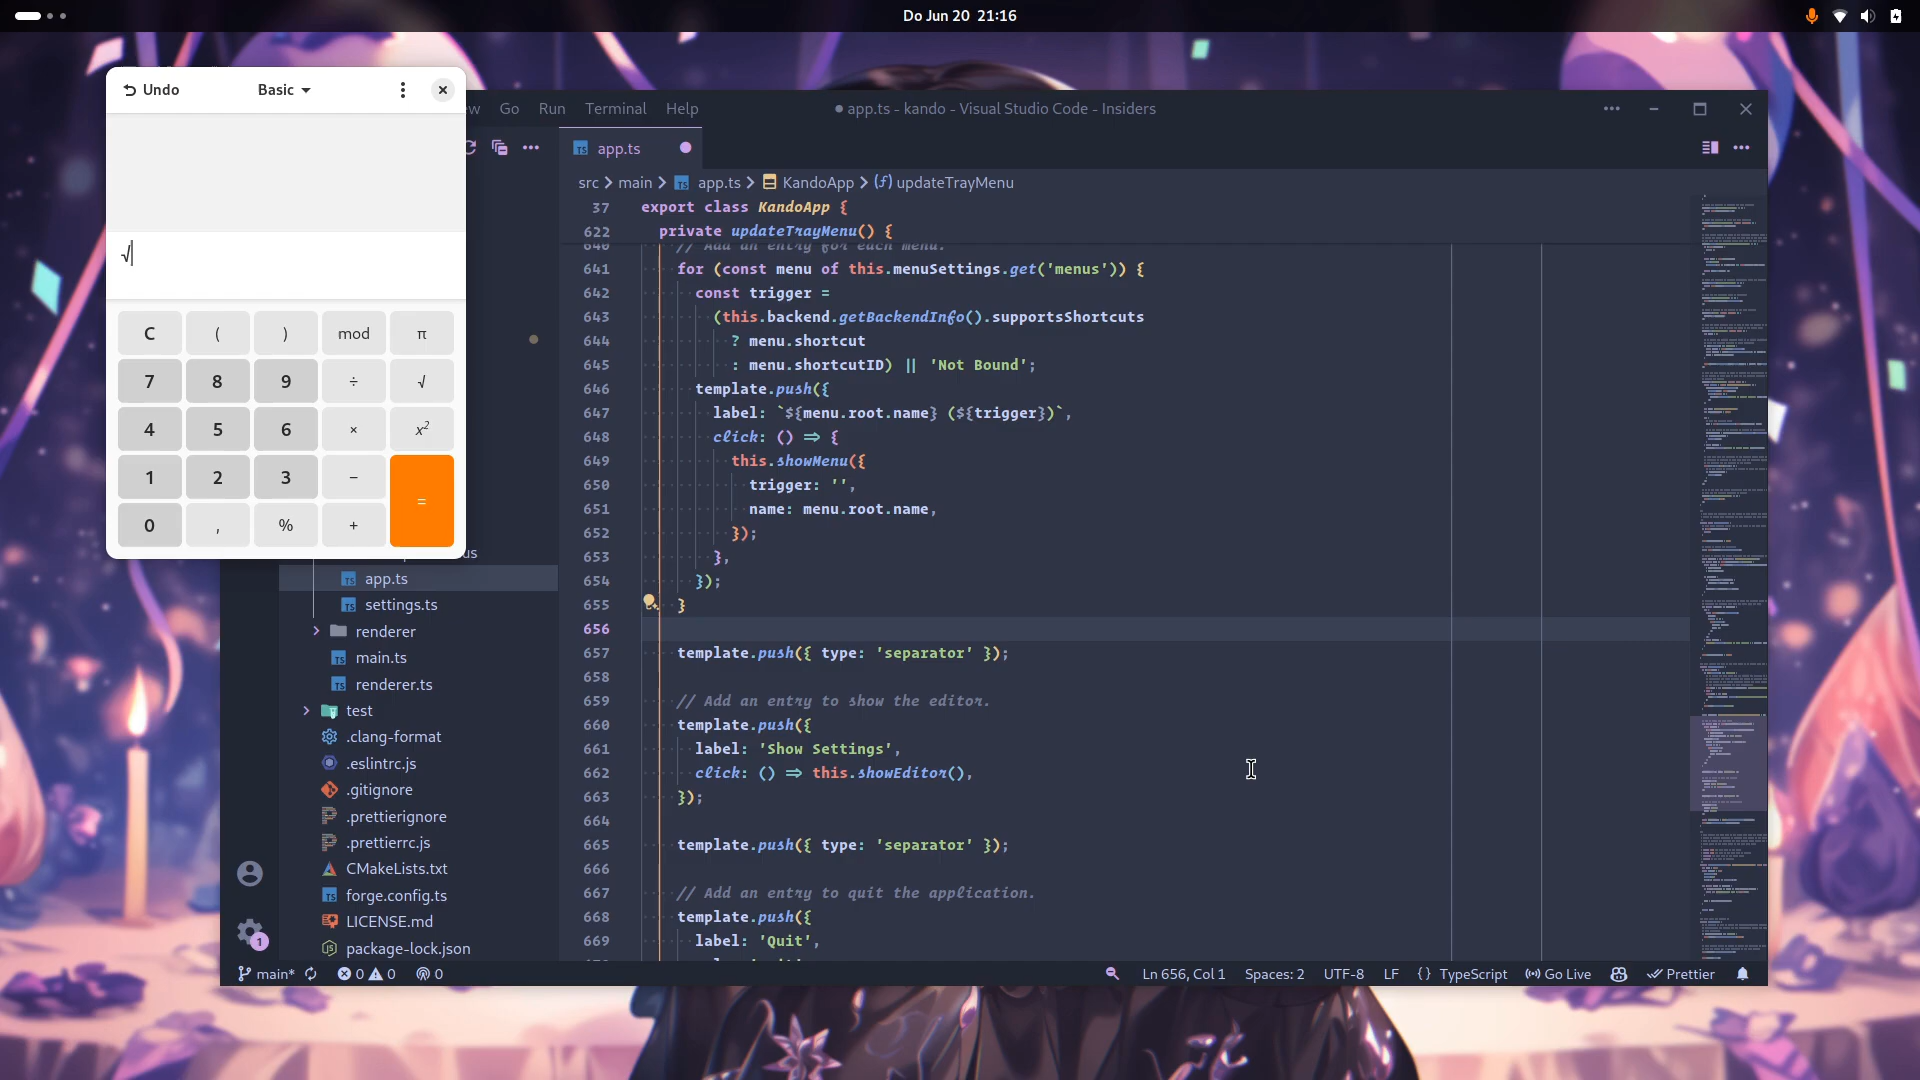 Do Jun 20 21:16
Undo
Basic
√
C ( ) mod π
7 8 9 ÷ √
4 5 6 × x²
1 2 3 − =
0 , % +
Go Run Terminal Help
● app.ts - kando - Visual Studio Code - Insiders
TS app.ts
src > main > TS app.ts > KandoApp > (f) updateTrayMenu
37 export class KandoApp {
622 private updateTrayMenu() {
640 // Add an entry for each menu.
641 for (const menu of this.menuSettings.get('menus')) {
642 const trigger =
643 (this.backend.getBackendInfo().supportsShortcuts
644 ? menu.shortcut
645 : menu.shortcutID) || 'Not Bound';
646 template.push({
647 label: `${menu.root.name} (${trigger})`,
648 click: () => {
649 this.showMenu({
650 trigger: '',
651 name: menu.root.name,
652 });
653 },
654 });
655 }
656
657 template.push({ type: 'separator' });
658
659 // Add an entry to show the editor.
660 template.push({
661 label: 'Show Settings',
662 click: () => this.showEditor(),
663 });
664
665 template.push({ type: 'separator' });
666
667 // Add an entry to quit the application.
668 template.push({
669 label: 'Quit',
TS app.ts
TS settings.ts
> renderer
TS main.ts
TS renderer.ts
> test
.clang-format
.eslintrc.js
.gitignore
.prettierignore
.prettierrc.js
CMakeLists.txt
TS forge.config.ts
LICENSE.md
package-lock.json
1
main* 0 0 0
Ln 656, Col 1 Spaces: 2 UTF-8 LF {} TypeScript Go Live Prettier